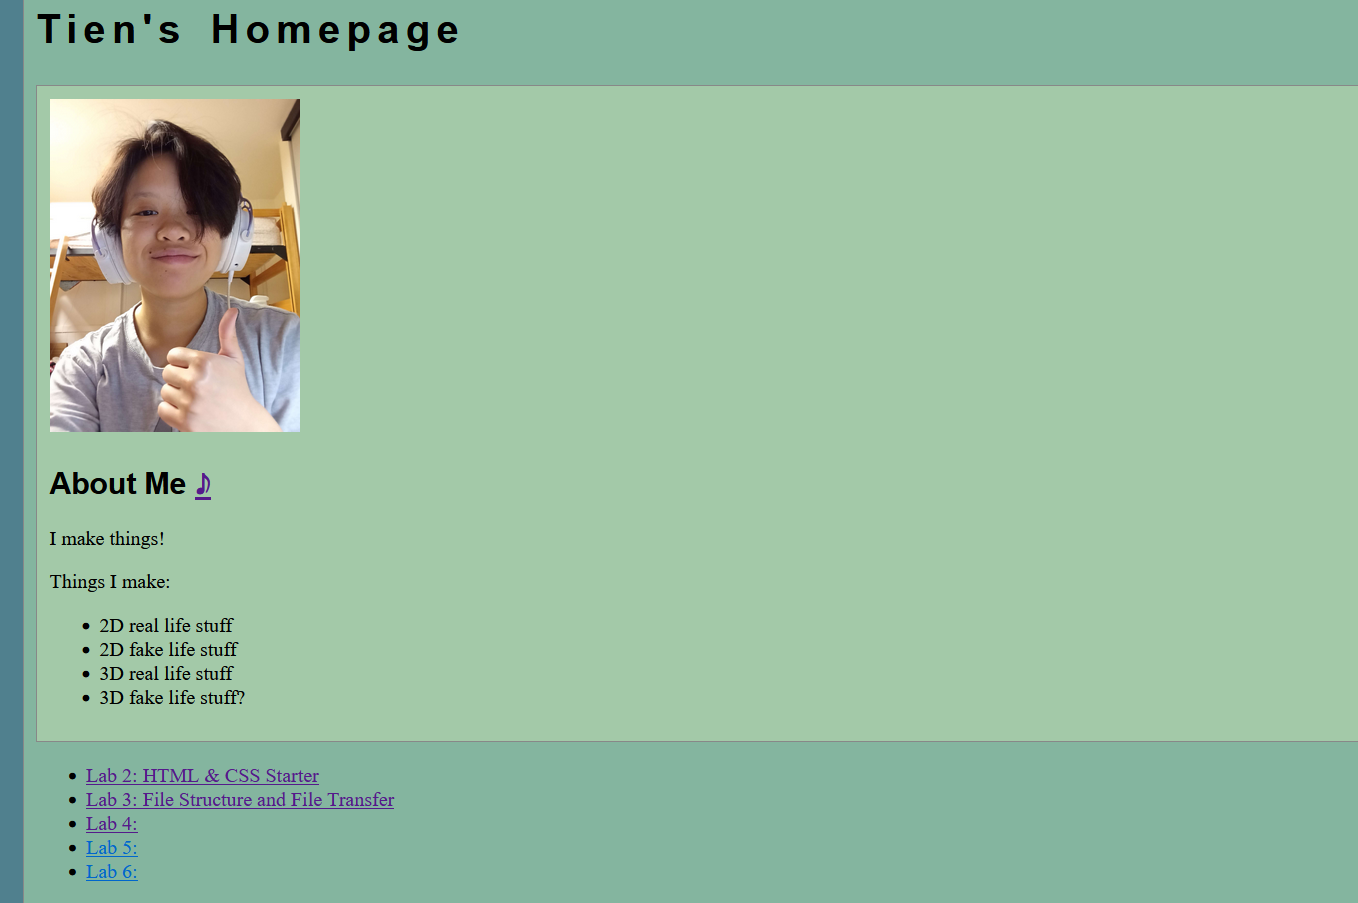 Tien's Homepage
About Me ♪
I make things!
Things I make:
2D real life stuff
2D fake life stuff
3D real life stuff
3D fake life stuff?
Lab 2: HTML & CSS Starter
Lab 3: File Structure and File Transfer
Lab 4:
Lab 5:
Lab 6: